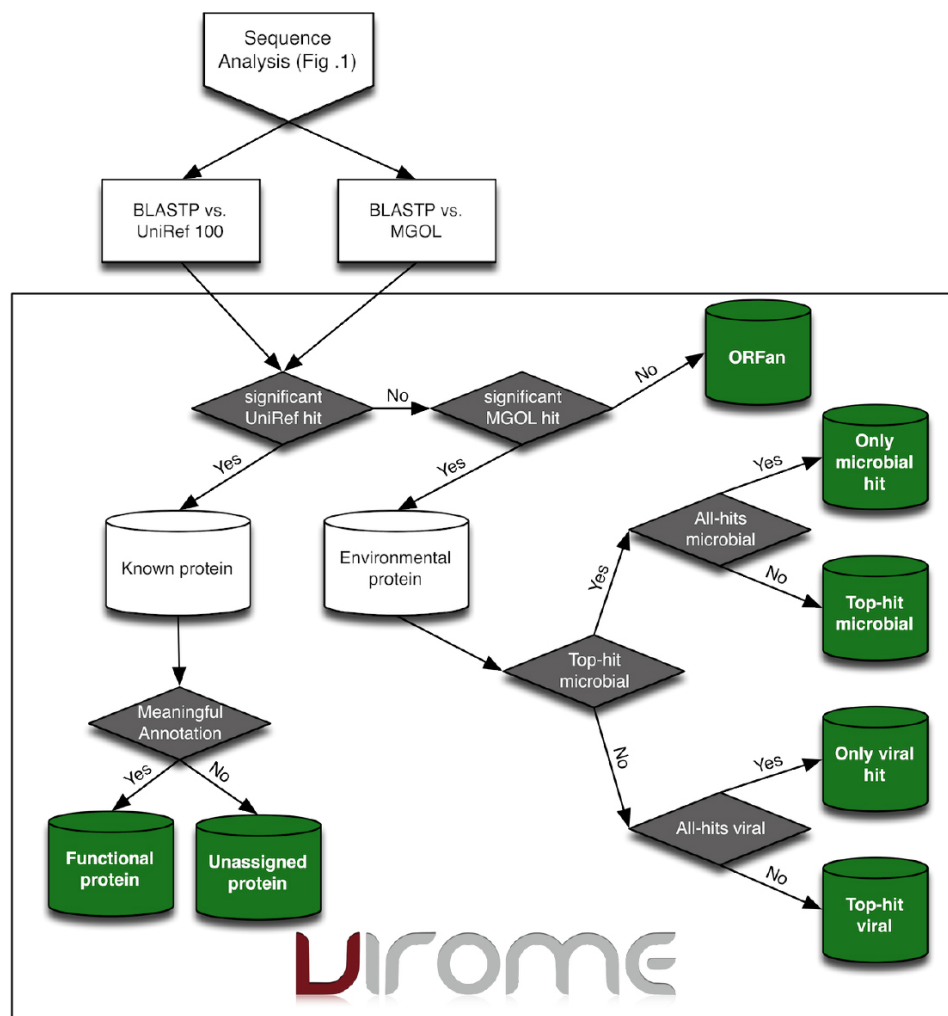 Sequence
Analysis (Fig .1)
BLASTP vs.
UniRef 100
BLASTP vs.
MGOL
ORFan
No
significant
UniRef hit
No
significant
MGOL hit
Yes
Yes
Only
microbial
hit
Yes
All-hits
microbial
No
Known protein
Environmental
protein
Yes
Top-hit
microbial
Top-hit
microbial
Meaningful
Annotation
No
Only viral
hit
Yes
Yes
No
All-hits viral
No
Functional
protein
Unassigned
protein
Top-hit
viral
VIROME